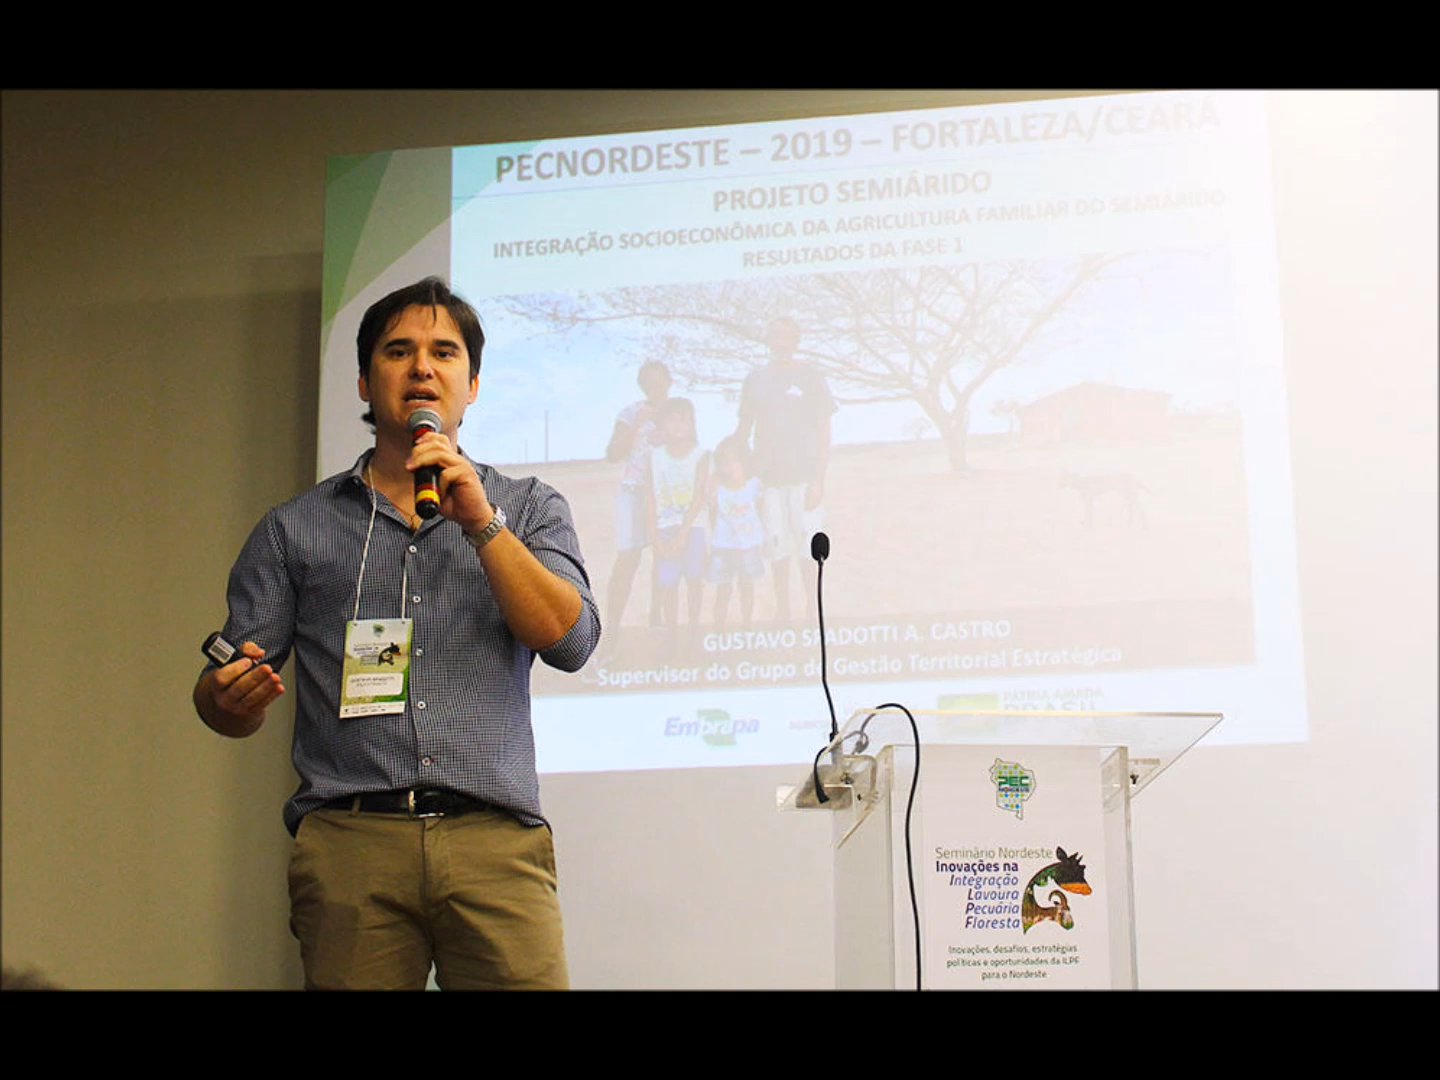 PECNORDESTE – 2019 – FORTALEZA/CEARÁ
PROJETO SEMIÁRIDO
INTEGRAÇÃO SOCIOECONÔMICA DA AGRICULTURA FAMILIAR DO SEMIÁRIDO
RESULTADOS DA FASE 1
GUSTAVO SPADOTTI A. CASTRO
Supervisor do Grupo de Gestão Territorial Estratégica
Embrapa
PÁTRIA AMADA
BRASIL
PEC
NORDESTE
Seminário Nordeste
Inovações na
Integração
Lavoura
Pecuária
Floresta
Inovações, desafios, estratégias
políticas e oportunidades da ILPF
para o Nordeste